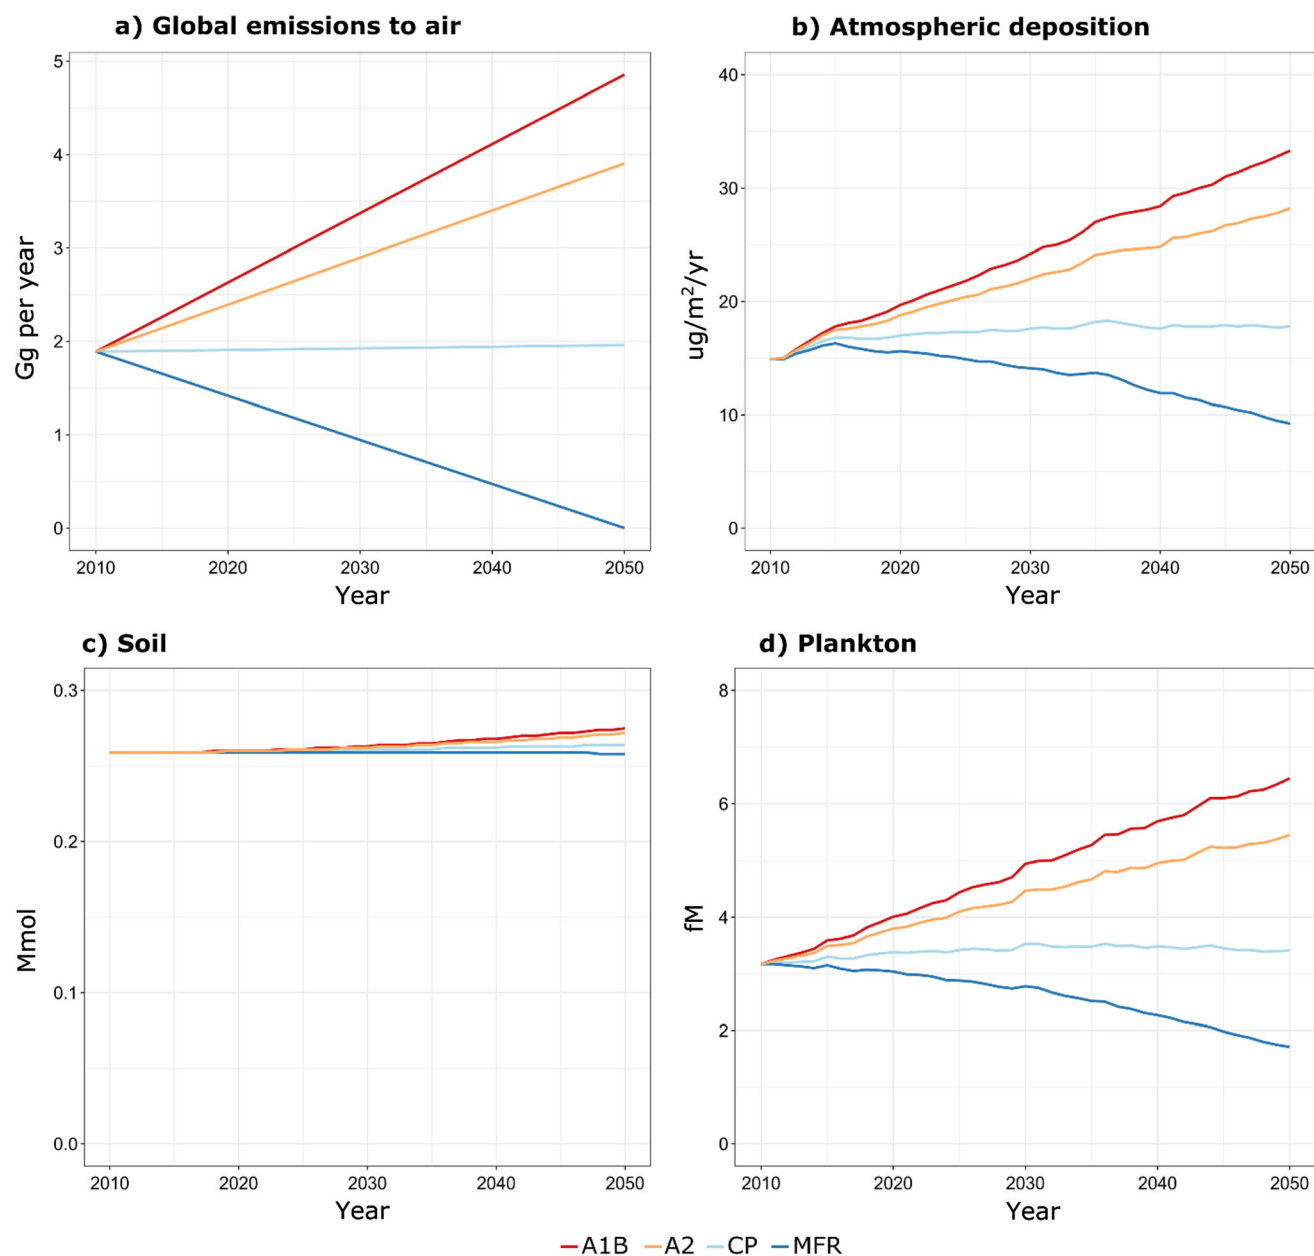 a) Global emissions to air
Gg per year
5
4
3
2
1
0
2010 2020 2030 2040 2050
Year
b) Atmospheric deposition
ug/m²/yr
40
30
20
10
0
2010 2020 2030 2040 2050
Year
c) Soil
Mmol
0.3
0.2
0.1
0.0
2010 2020 2030 2040 2050
Year
d) Plankton
fM
8
6
4
2
0
2010 2020 2030 2040 2050
Year
A1B A2 CP MFR